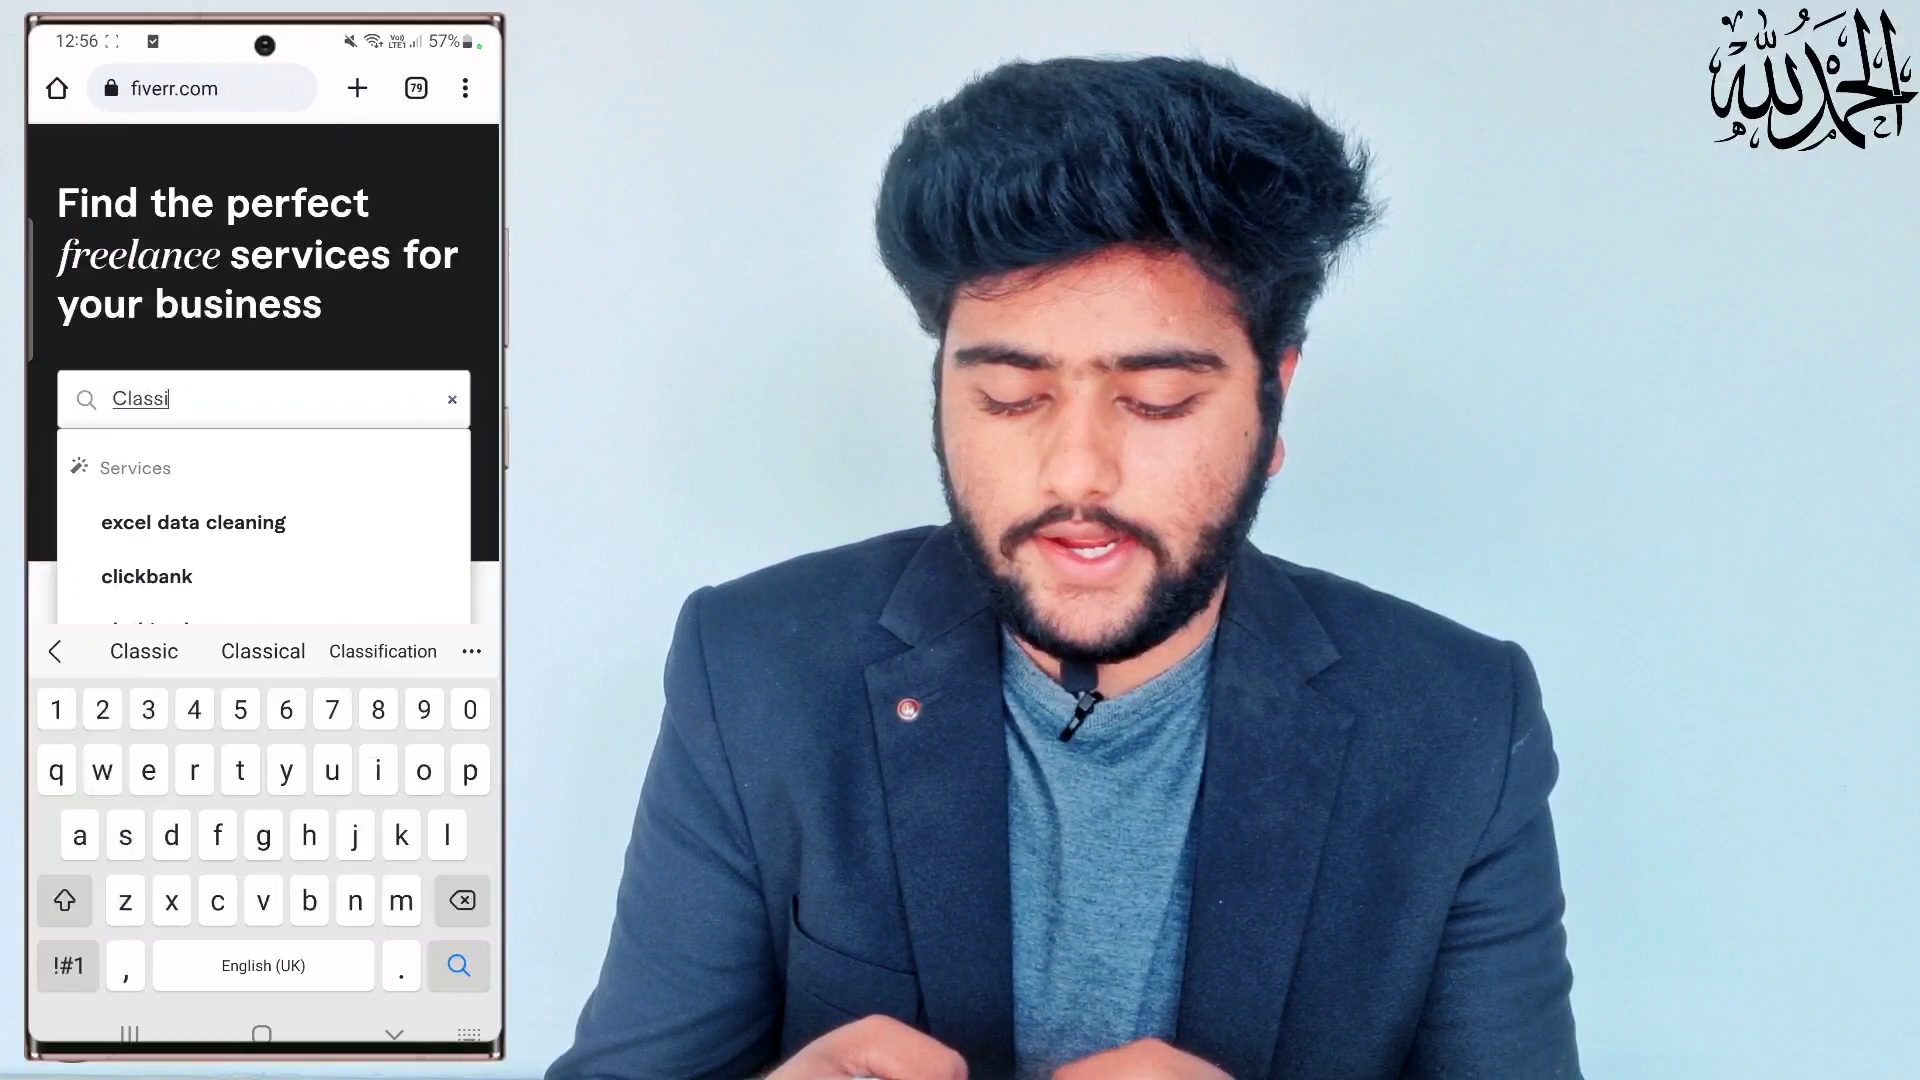 12:56
Vo)
LTE1
57%
fiverr.com
79
Find the perfect
freelance services for
your business
Classi
×
Services
excel data cleaning
clickbank
Classic Classical Classification
1 2 3 4 5 6 7 8 9 0
q w e r t y u i o p
a s d f g h j k l
z x c v b n m
!#1 , English (UK) .
الحمد لله